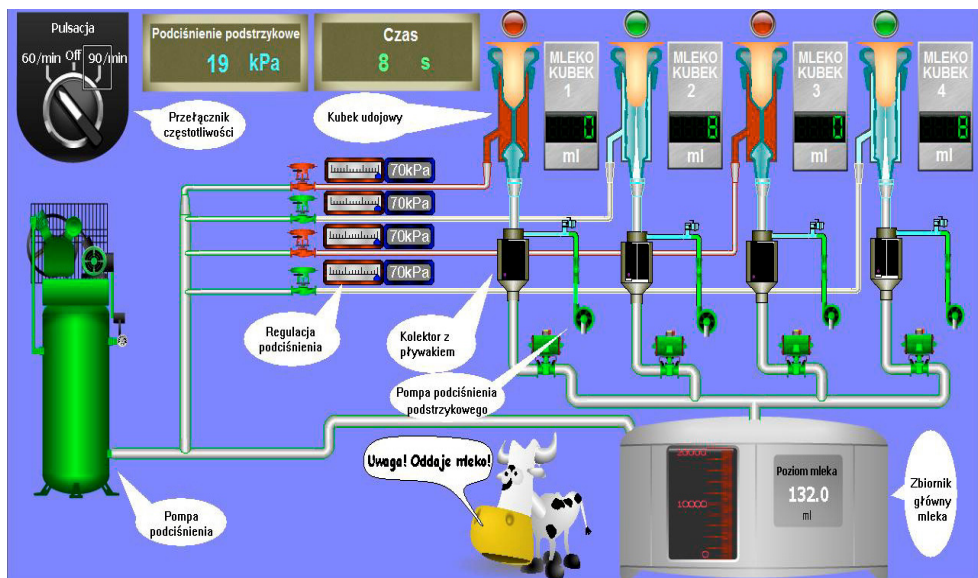 Pulsacja
60/min Off 90/min
Przełącznik
częstotliwości
Podciśnienie podstrzykowe
19 kPa
Czas
8 s
Kubek udojowy
MLEKO
KUBEK
1
0
ml
MLEKO
KUBEK
2
8
ml
MLEKO
KUBEK
3
0
ml
MLEKO
KUBEK
4
8
ml
70kPa
70kPa
70kPa
70kPa
Regulacja
podciśnienia
Kolektor z
pływakiem
Pompa podciśnienia
podstrzykowego
Pompa
podciśnienia
Uwaga! Oddaje mleko!
20000
10000
0
Poziom mleka
132.0
ml
Zbiornik
główny
mleka